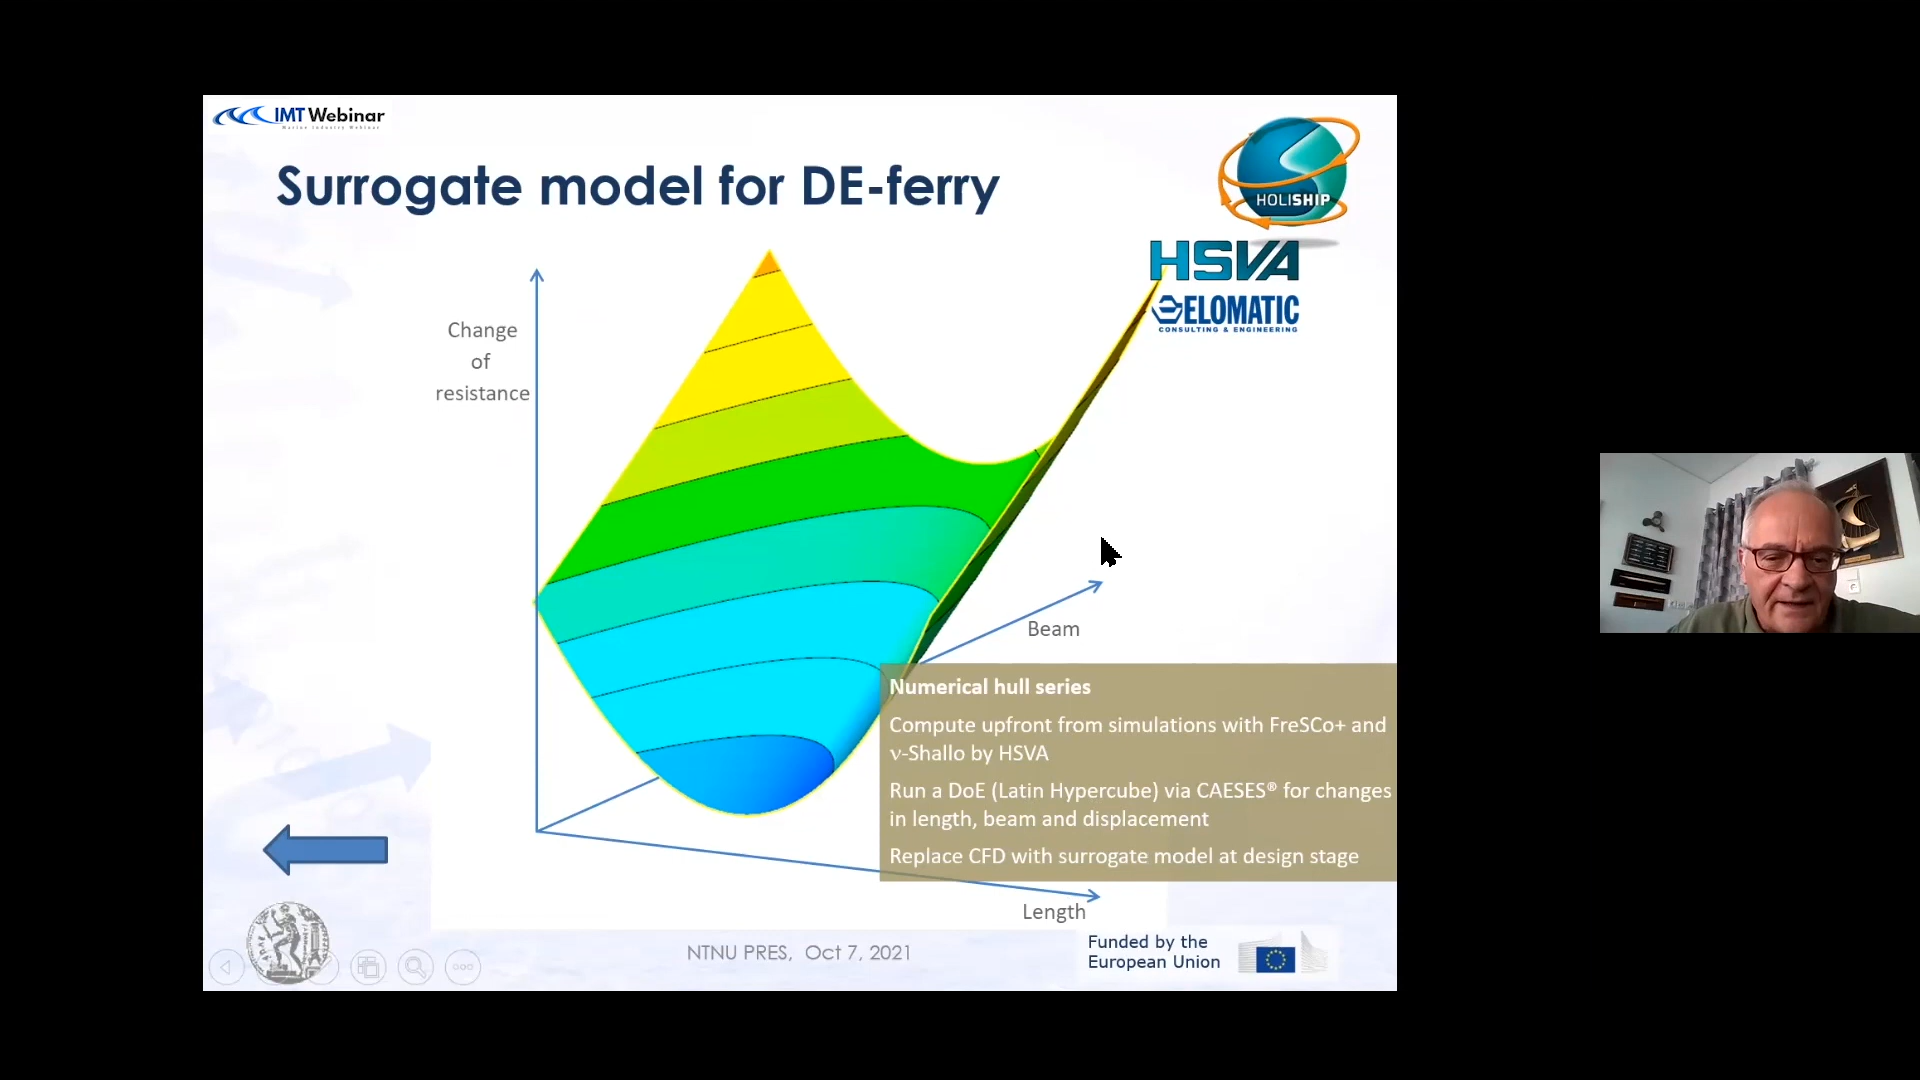 IMT Webinar
Marine Industry Webinar
Surrogate model for DE-ferry
HOLISHIP
HSVA
ELOMATIC
CONSULTING & ENGINEERING
Change
of
resistance
Beam
Numerical hull series
Compute upfront from simulations with FreSCo+ and
ν-Shallo by HSVA
Run a DoE (Latin Hypercube) via CAESES® for changes
in length, beam and displacement
Replace CFD with surrogate model at design stage
Length
NTNU PRES, Oct 7, 2021
Funded by the
European Union